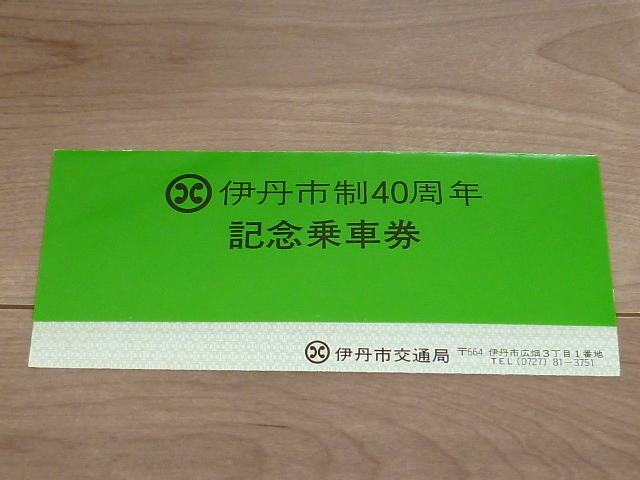 伊丹市制40周年
記念乗車券
伊丹市交通局 〒664 伊丹市広畑3丁目1番地
TEL(0727) 81-3751